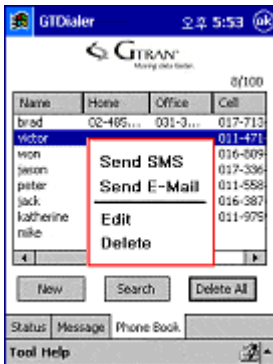 GTDialer 오후 5:53 ok
GTRAN
Moving data faster.
8/100
Name Home Office Cell
brad 02-485... 031-3... 017-713
victor 011-471
won 016-809
jason 017-336
peter 011-558
jack 016-387
katherine 011-975
mike
Send SMS
Send E-Mail
Edit
Delete
New Search Delete All
Status Message Phone Book
Tool Help